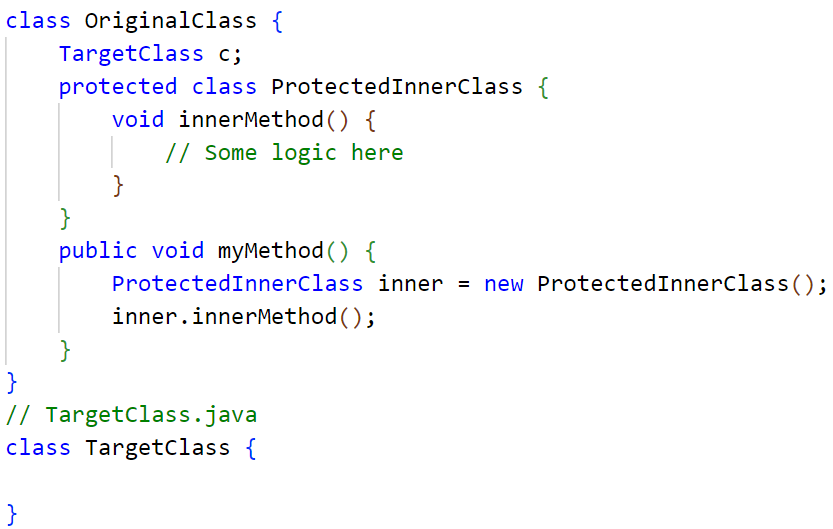 class OriginalClass {
    TargetClass c;
    protected class ProtectedInnerClass {
        void innerMethod() {
            // Some logic here
        }
    }
    public void myMethod() {
        ProtectedInnerClass inner = new ProtectedInnerClass();
        inner.innerMethod();
    }
}
// TargetClass.java
class TargetClass {

}